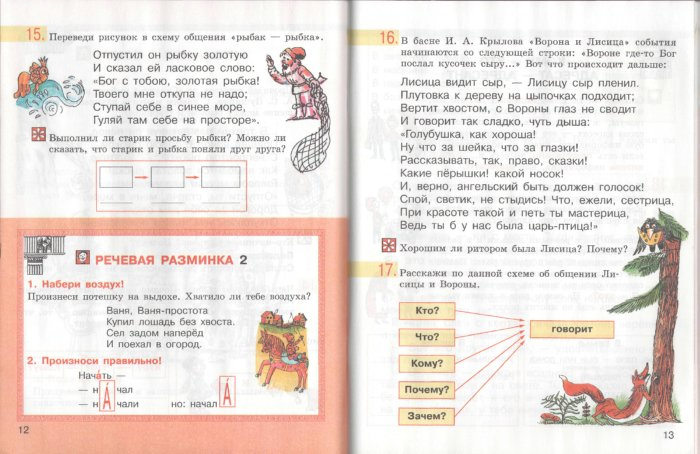 15. Переведи рисунок в схему общения «рыбак — рыбка».
Отпустил он рыбку золотую
И сказал ей ласковое слово:
«Бог с тобою, золотая рыбка!
Твоего мне откупа не надо;
Ступай себе в синее море,
Гуляй там себе на просторе».
Выполнил ли старик просьбу рыбки? Можно ли
сказать, что старик и рыбка поняли друг друга?
РЕЧЕВАЯ РАЗМИНКА 2
1. Набери воздух!
Произнеси потешку на выдохе. Хватило ли тебе воздуха?
Ваня, Ваня-простота
Купил лошадь без хвоста.
Сел задом наперёд
И поехал в огород.
2. Произноси правильно!
Нача́ть —
— нА́чал
— нА́чали но: началА́
12
16. В басне И. А. Крылова «Ворона и Лисица» события
начинаются со следующей строки: «Вороне где-то Бог
послал кусочек сыру...» Вот что происходит дальше:
Лисица видит сыр, — Лисицу сыр пленил.
Плутовка к дереву на цыпочках подходит;
Вертит хвостом, с Вороны глаз не сводит
И говорит так сладко, чуть дыша:
«Голубушка, как хороша!
Ну что за шейка, что за глазки!
Рассказывать, так, право, сказки!
Какие пёрышки! какой носок!
И, верно, ангельский быть должен голосок!
Спой, светик, не стыдись! Что, ежели, сестрица,
При красоте такой и петь ты мастерица,
Ведь ты б у нас была царь-птица!»
Хорошим ли ритором была Лисица? Почему?
17. Расскажи по данной схеме об общении Ли-
сицы и Вороны.
Кто?
Что?
говорит
Кому?
Почему?
Зачем?
13